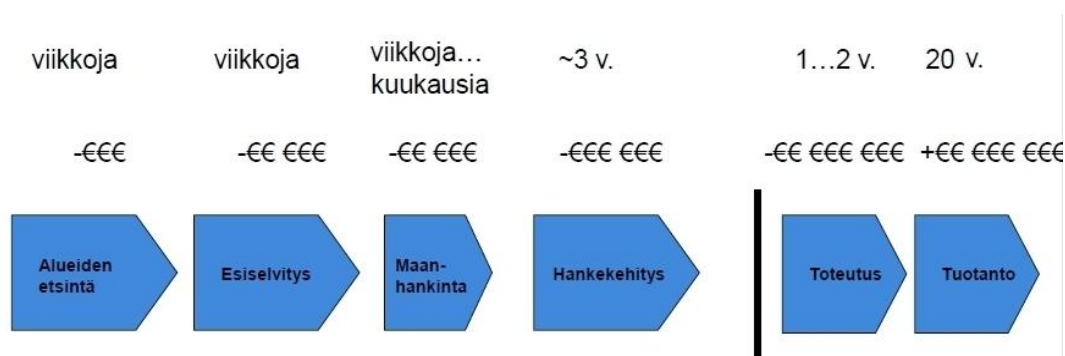 viikkoja viikkoja viikkoja… ~3 v. 1…2 v. 20 v.
kuukausia
-€€€ -€€ €€€ -€€ €€€ -€€€ €€€ -€€ €€€ €€€ +€€ €€€ €€€
Alueiden
etsintä
Esiselvitys
Maan-
hankinta
Hankekehitys
Toteutus
Tuotanto